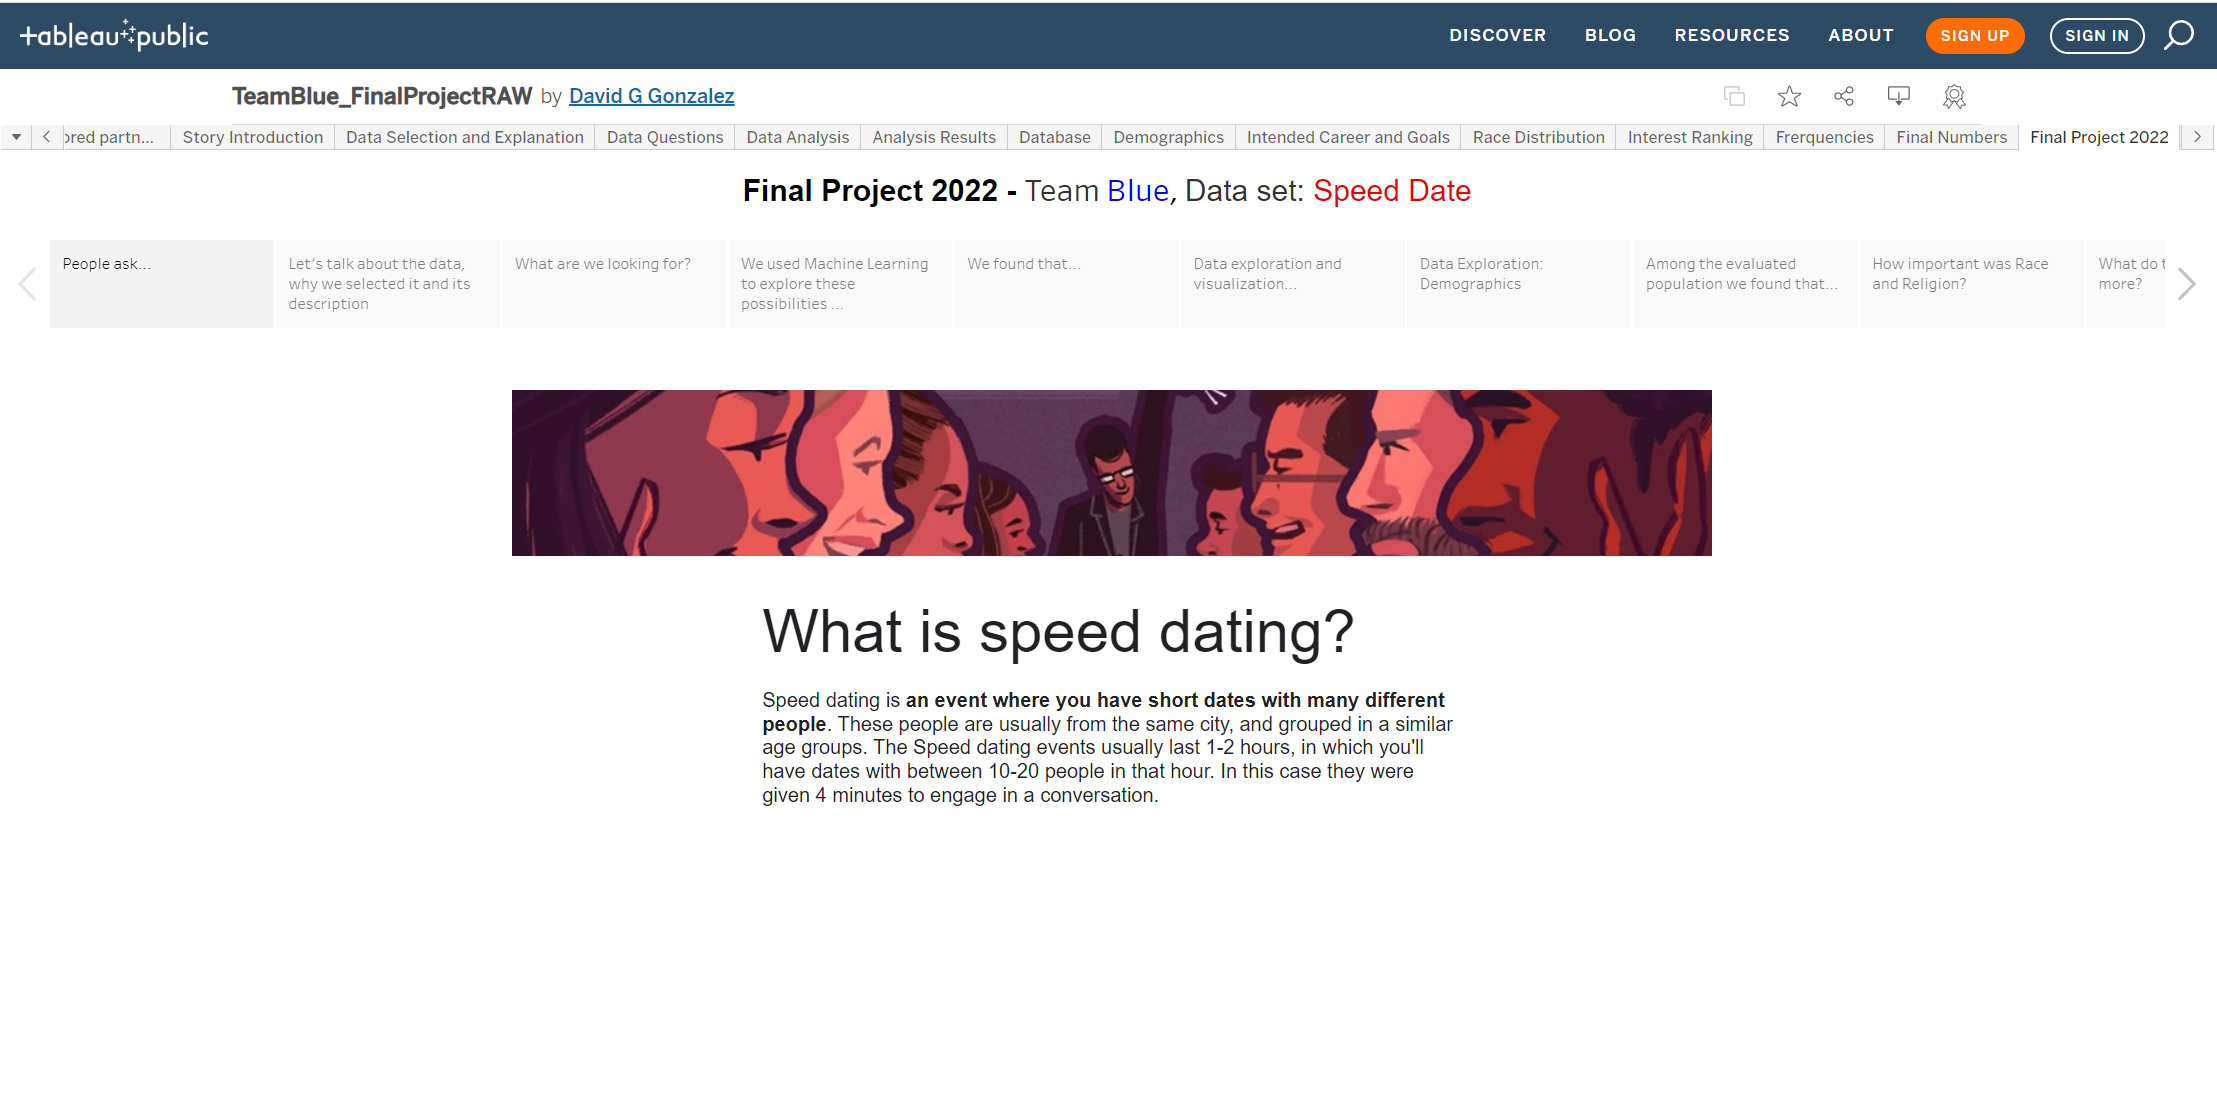 tableau public
DISCOVER BLOG RESOURCES ABOUT SIGN UP SIGN IN
TeamBlue_FinalProjectRAW by David G Gonzalez
ored partn... Story Introduction Data Selection and Explanation Data Questions Data Analysis Analysis Results Database Demographics Intended Career and Goals Race Distribution Interest Ranking Frerquencies Final Numbers Final Project 2022
Final Project 2022 - Team Blue, Data set: Speed Date
People ask...
Let's talk about the data,
why we selected it and its
description
What are we looking for?
We used Machine Learning
to explore these
possibilities ...
We found that...
Data exploration and
visualization...
Data Exploration:
Demographics
Among the evaluated
population we found that...
How important was Race
and Religion?
What do t
more?
What is speed dating?
Speed dating is an event where you have short dates with many different
people. These people are usually from the same city, and grouped in a similar
age groups. The Speed dating events usually last 1-2 hours, in which you'll
have dates with between 10-20 people in that hour. In this case they were
given 4 minutes to engage in a conversation.